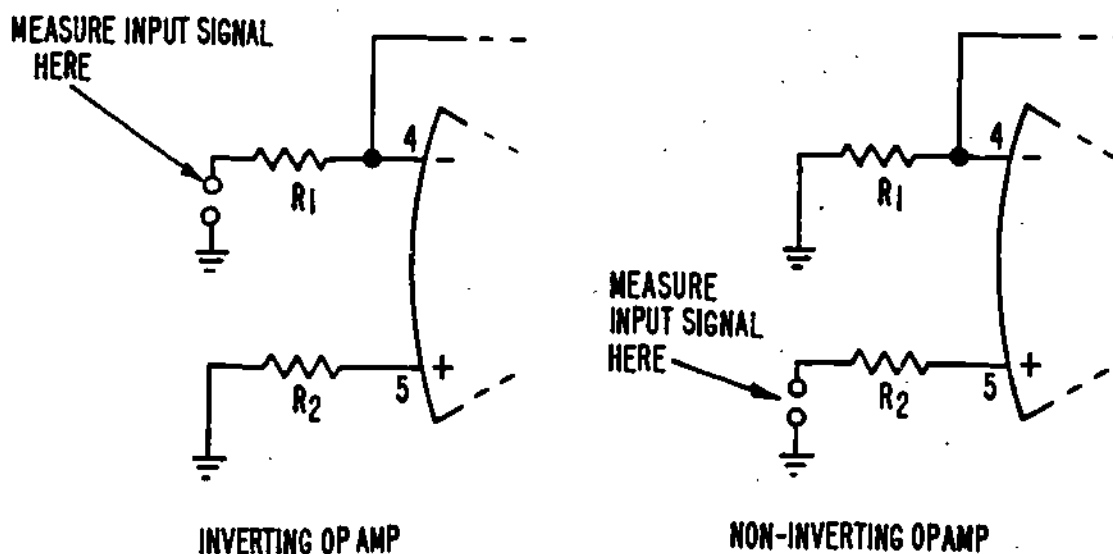 MEASURE INPUT SIGNAL
HERE
4
-
R1
R2
5
+
INVERTING OP AMP
4
-
R1
MEASURE
INPUT SIGNAL
HERE
R2
5
+
NON-INVERTING OPAMP